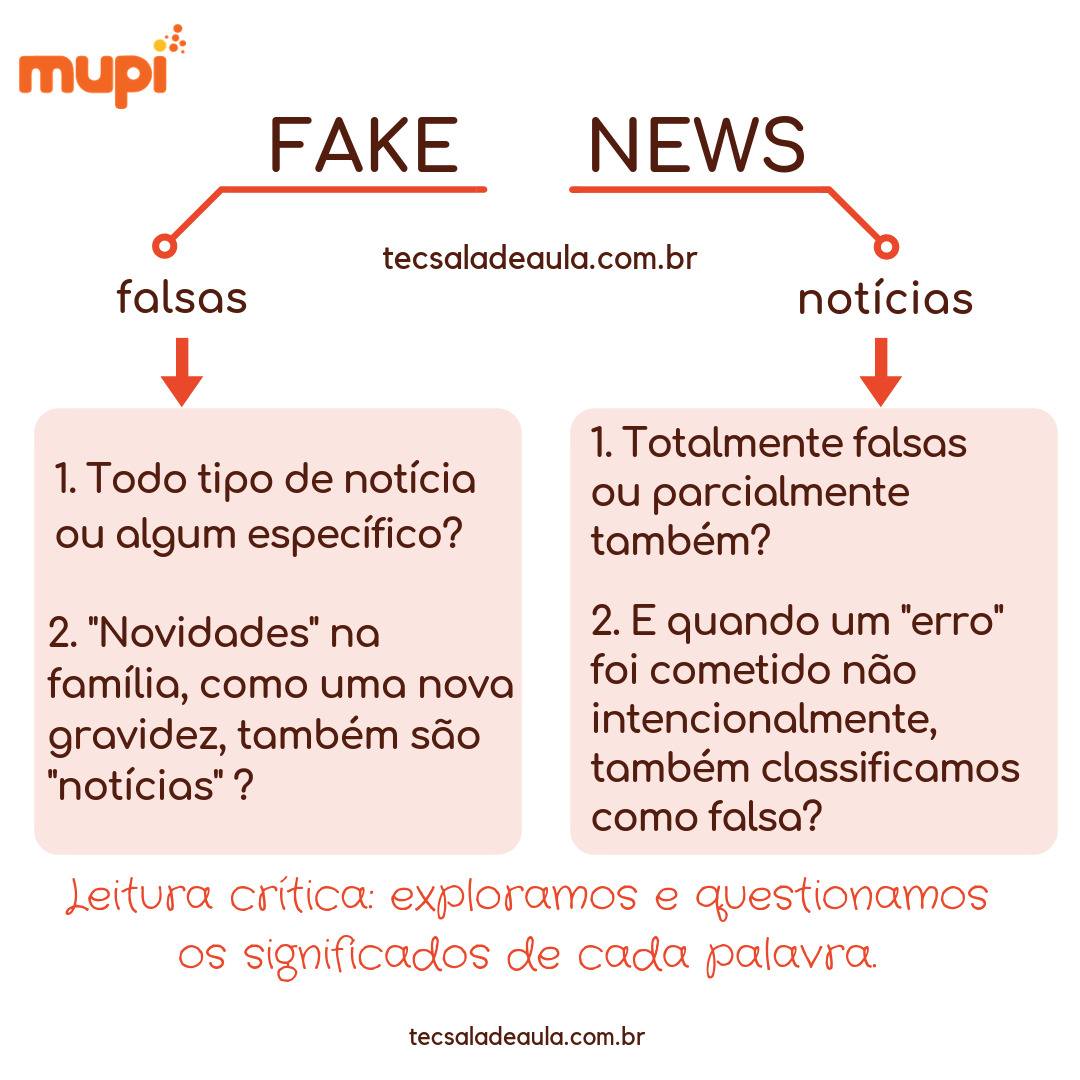 mupi
FAKE NEWS
tecsaladeaula.com.br
falsas
notícias
1. Todo tipo de notícia
ou algum específico?
2. "Novidades" na
família, como uma nova
gravidez, também são
"notícias" ?
1. Totalmente falsas
ou parcialmente
também?
2. E quando um "erro"
foi cometido não
intencionalmente,
também classificamos
como falsa?
Leitura crítica: exploramos e questionamos
os significados de cada palavra.
tecsaladeaula.com.br